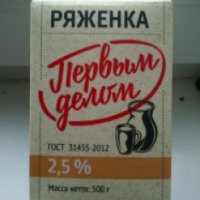 РЯЖЕНКА
Первым
делом
ГОСТ 31455-2012
2,5 %
Масса нетто: 500 г